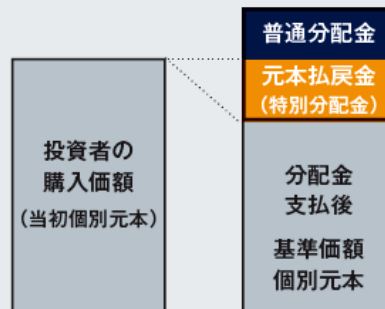 普通分配金
元本払戻金
（特別分配金）
投資者の
購入価額
（当初個別元本）
分配金
支払後
基準価額
個別元本